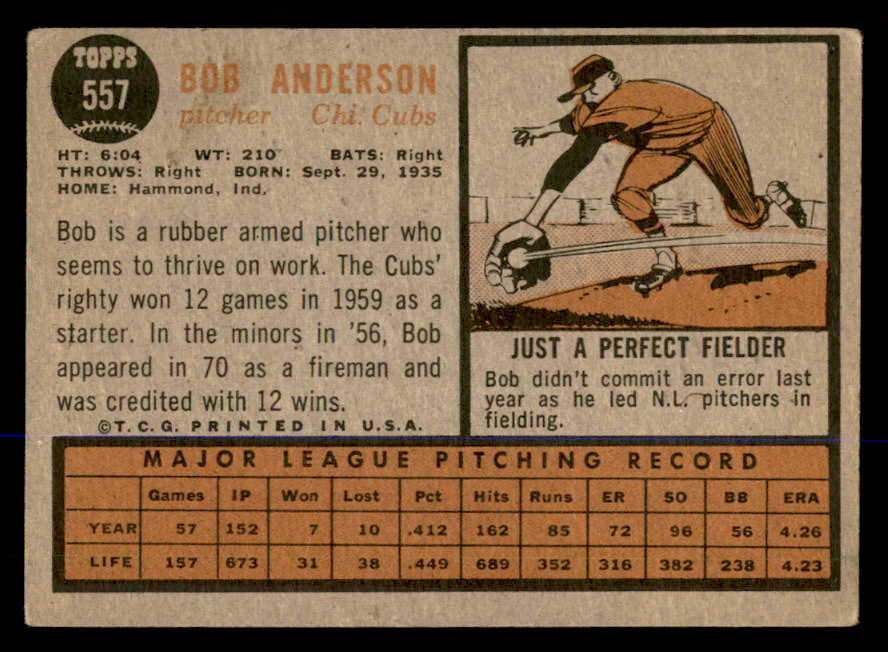 TOPPS
557
BOB ANDERSON
pitcher Chi. Cubs
HT: 6:04 WT: 210 BATS: Right
THROWS: Right BORN: Sept. 29, 1935
HOME: Hammond, Ind.
Bob is a rubber armed pitcher who
seems to thrive on work. The Cubs'
righty won 12 games in 1959 as a
starter. In the minors in '56, Bob
appeared in 70 as a fireman and
was credited with 12 wins.
©T. C. G. PRINTED IN U.S.A.
JUST A PERFECT FIELDER
Bob didn't commit an error last
year as he led N.L. pitchers in
fielding.
MAJOR LEAGUE PITCHING RECORD
Games IP Won Lost Pct Hits Runs ER SO BB ERA
YEAR 57 152 7 10 .412 162 85 72 96 56 4.26
LIFE 157 673 31 38 .449 689 352 316 382 238 4.23